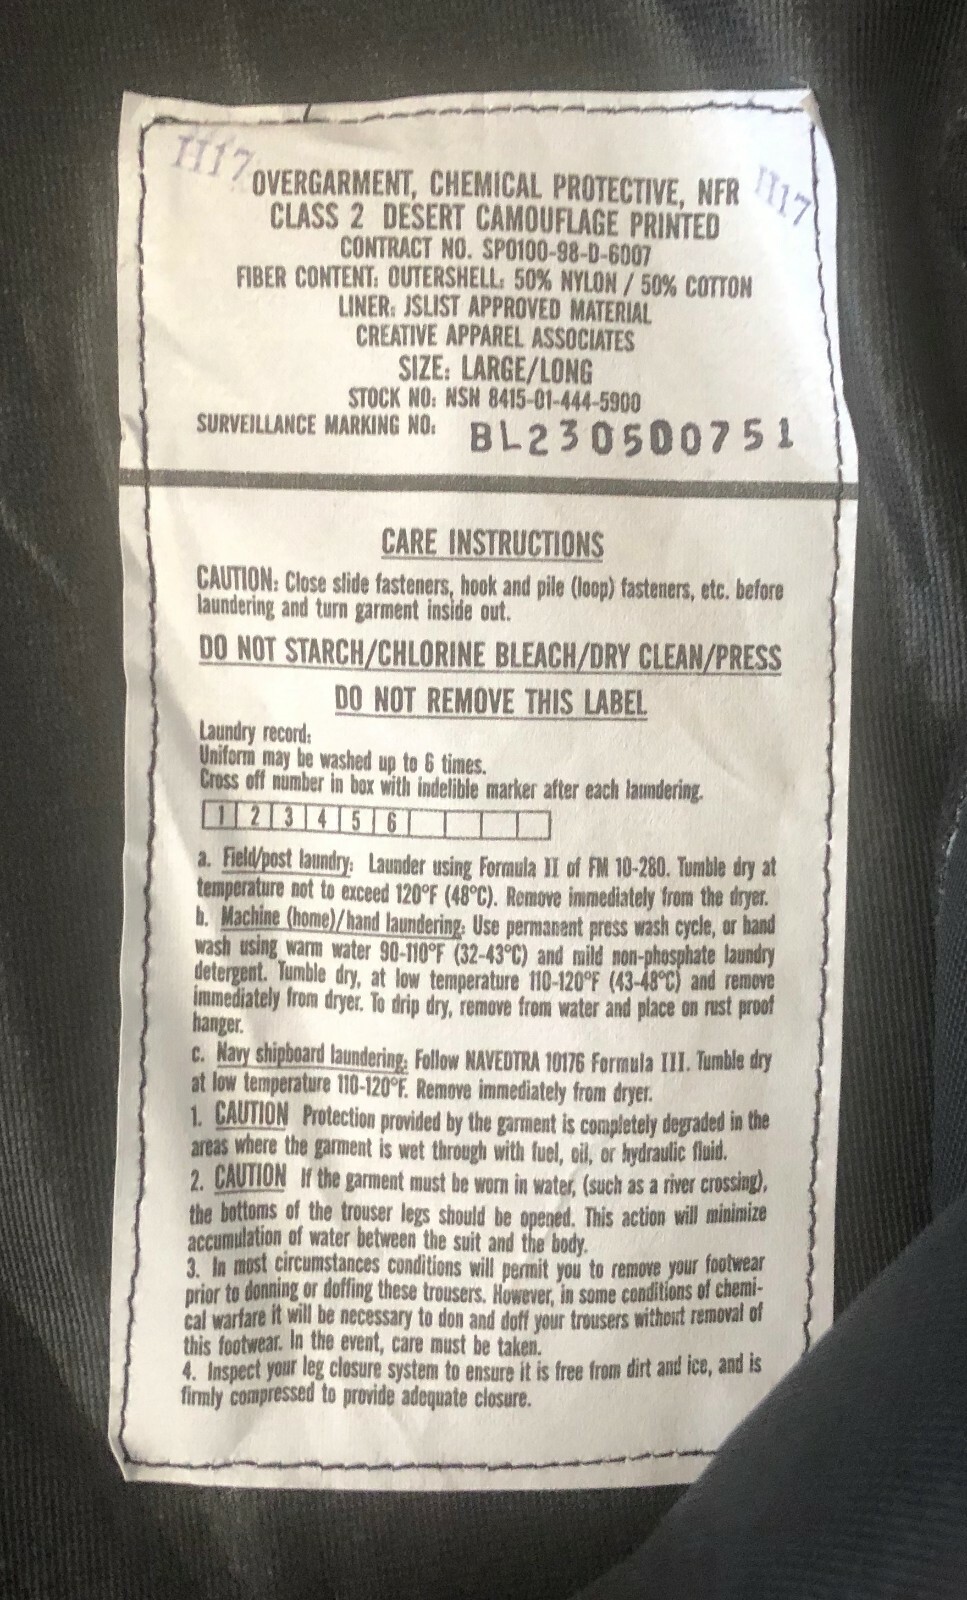 H17
H17
OVERGARMENT, CHEMICAL PROTECTIVE, NFR
CLASS 2 DESERT CAMOUFLAGE PRINTED
CONTRACT NO. SPO100-98-D-6007
FIBER CONTENT: OUTERSHELL: 50% NYLON / 50% COTTON
LINER: JSLIST APPROVED MATERIAL
CREATIVE APPAREL ASSOCIATES
SIZE: LARGE/LONG
STOCK NO: NSN 8415-01-444-5900
SURVEILLANCE MARKING NO: BL230500751
CARE INSTRUCTIONS
CAUTION: Close slide fasteners, hook and pile (loop) fasteners, etc. before
laundering and turn garment inside out.
DO NOT STARCH/CHLORINE BLEACH/DRY CLEAN/PRESS
DO NOT REMOVE THIS LABEL
Laundry record:
Uniform may be washed up to 6 times.
Cross off number in box with indelible marker after each laundering.
1 2 3 4 5 6
a. Field/post laundry: Launder using Formula II of FM 10-280. Tumble dry at
temperature not to exceed 120°F (48°C). Remove immediately from the dryer.
b. Machine (home)/hand laundering: Use permanent press wash cycle, or hand
wash using warm water 90-110°F (32-43°C) and mild non-phosphate laundry
detergent. Tumble dry, at low temperature 110-120°F (43-48°C) and remove
immediately from dryer. To drip dry, remove from water and place on rust proof
hanger.
c. Navy shipboard laundering: Follow NAVEDTRA 10176 Formula III. Tumble dry
at low temperature 110-120°F. Remove immediately from dryer.
1. CAUTION Protection provided by the garment is completely degraded in the
areas where the garment is wet through with fuel, oil, or hydraulic fluid.
2. CAUTION If the garment must be worn in water, (such as a river crossing),
the bottoms of the trouser legs should be opened. This action will minimize
accumulation of water between the suit and the body.
3. In most circumstances conditions will permit you to remove your footwear
prior to donning or doffing these trousers. However, in some conditions of chemi-
cal warfare it will be necessary to don and doff your trousers without removal of
this footwear. In the event, care must be taken.
4. Inspect your leg closure system to ensure it is free from dirt and ice, and is
firmly compressed to provide adequate closure.